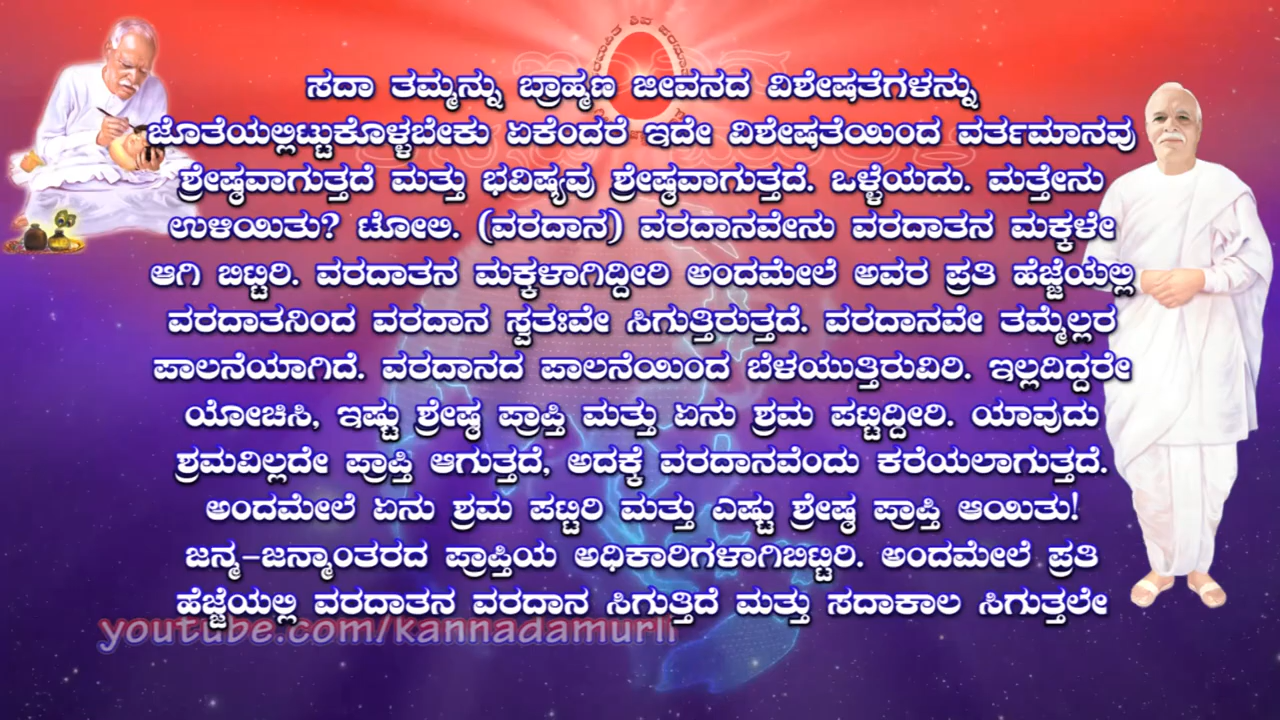 ಸದಾ ತಮ್ಮನ್ನು ಬ್ರಾಹ್ಮಣ ಜೀವನದ ವಿಶೇಷತೆಗಳನ್ನು
ಜೊತೆಯಲ್ಲಿಟ್ಟುಕೊಳ್ಳಬೇಕು ಏಕೆಂದರೆ ಇದೇ ವಿಶೇಷತೆಯಿಂದ ವರ್ತಮಾನವು
ಶ್ರೇಷ್ಠವಾಗುತ್ತದೆ ಮತ್ತು ಭವಿಷ್ಯವು ಶ್ರೇಷ್ಠವಾಗುತ್ತದೆ. ಒಳ್ಳೆಯದು. ಮತ್ತೇನು
ಉಳಿಯಿತು? ಟೋಲಿ. (ವರದಾನ) ವರದಾನವೇನು ವರದಾತನ ಮಕ್ಕಳೇ
ಆಗಿ ಬಿಟ್ಟಿರಿ. ವರದಾತನ ಮಕ್ಕಳಾಗಿದ್ದೀರಿ ಅಂದಮೇಲೆ ಅವರ ಪ್ರತಿ ಹೆಜ್ಜೆಯಲ್ಲಿ
ವರದಾತನಿಂದ ವರದಾನ ಸ್ವತಃವೇ ಸಿಗುತ್ತಿರುತ್ತದೆ. ವರದಾನವೇ ತಮ್ಮೆಲ್ಲರ
ಪಾಲನೆಯಾಗಿದೆ. ವರದಾನದ ಪಾಲನೆಯಿಂದ ಬೆಳೆಯುತ್ತಿರುವಿರಿ. ಇಲ್ಲದಿದ್ದರೇ
ಯೋಚಿಸಿ, ಇಷ್ಟು ಶ್ರೇಷ್ಠ ಪ್ರಾಪ್ತಿ ಮತ್ತು ಏನು ಶ್ರಮ ಪಟ್ಟಿದ್ದೀರಿ. ಯಾವುದು
ಶ್ರಮವಿಲ್ಲದೇ ಪ್ರಾಪ್ತಿ ಆಗುತ್ತದೆ, ಅದಕ್ಕೆ ವರದಾನವೆಂದು ಕರೆಯಲಾಗುತ್ತದೆ.
ಅಂದಮೇಲೆ ಏನು ಶ್ರಮ ಪಟ್ಟಿರಿ ಮತ್ತು ಎಷ್ಟು ಶ್ರೇಷ್ಠ ಪ್ರಾಪ್ತಿ ಆಯಿತು!
ಜನ್ಮ-ಜನ್ಮಾಂತರದ ಪ್ರಾಪ್ತಿಯ ಅಧಿಕಾರಿಗಳಾಗಿಬಿಟ್ಟಿರಿ. ಅಂದಮೇಲೆ ಪ್ರತಿ
ಹೆಜ್ಜೆಯಲ್ಲಿ ವರದಾತನ ವರದಾನ ಸಿಗುತ್ತಿದೆ ಮತ್ತು ಸದಾಕಾಲ ಸಿಗುತ್ತಲೇ
youtube.com/kannadamurli